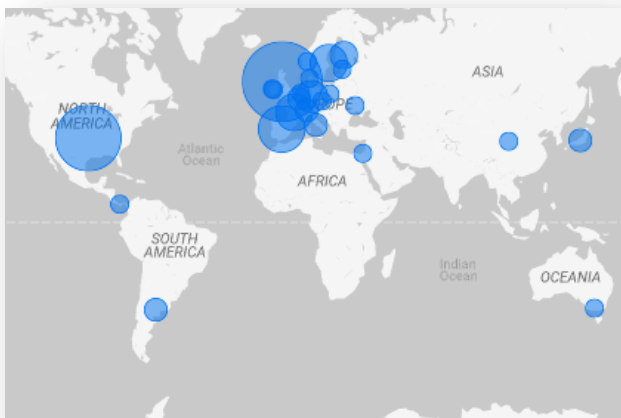 ASIA
NORTH
AMERICA
Atlantic
Ocean
AFRICA
SOUTH
AMERICA
Indian
Ocean
OCEANIA